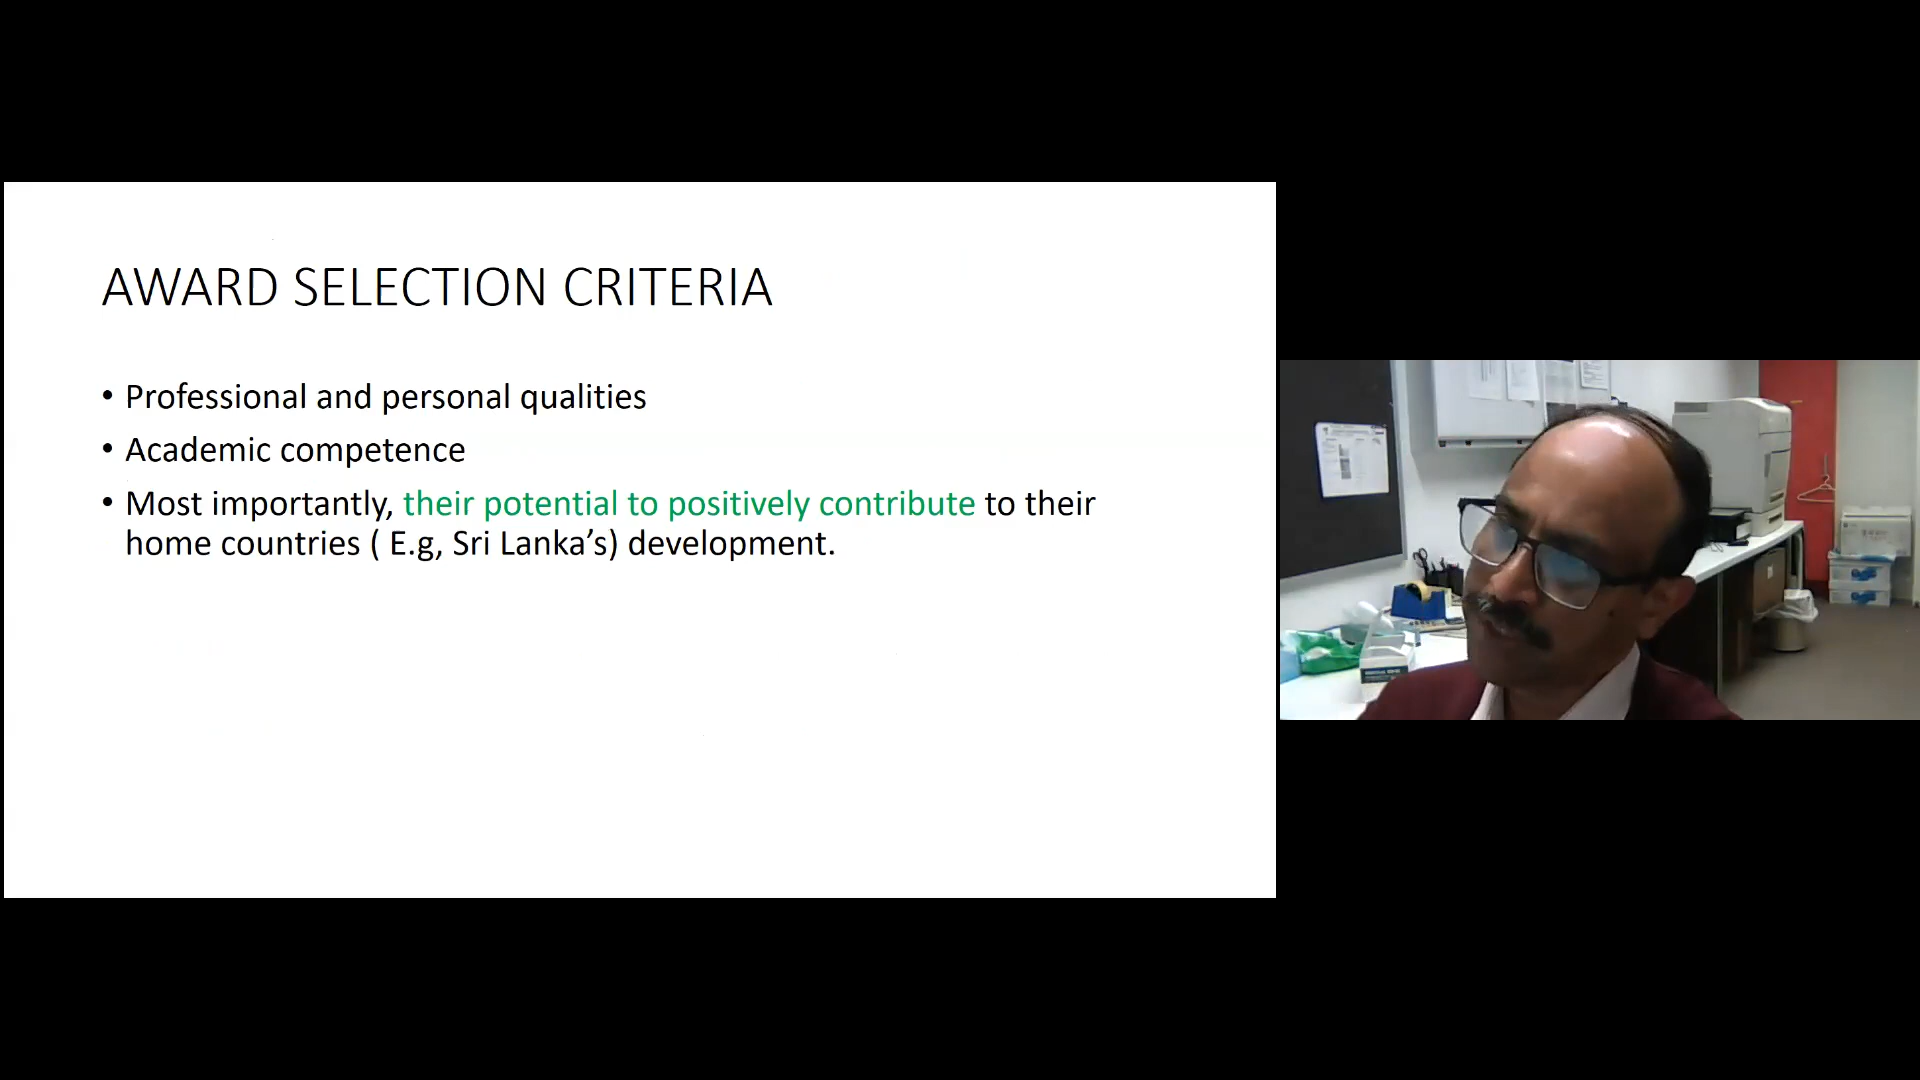 AWARD SELECTION CRITERIA
• Professional and personal qualities
• Academic competence
• Most importantly, their potential to positively contribute to their
home countries ( E.g, Sri Lanka’s) development.